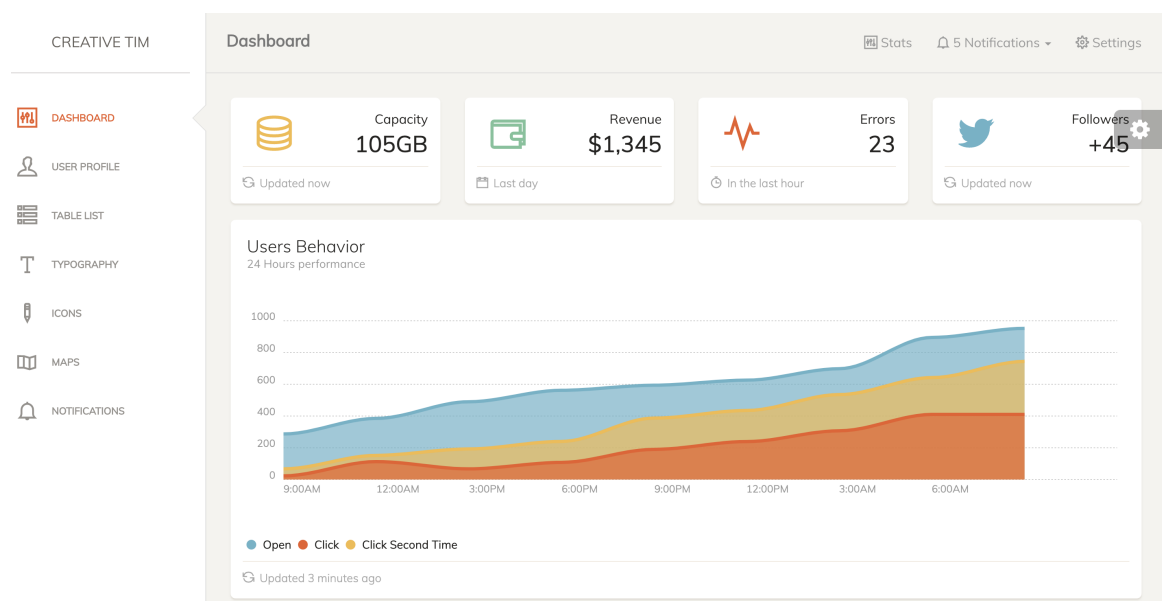 CREATIVE TIM
DASHBOARD
USER PROFILE
TABLE LIST
TYPOGRAPHY
ICONS
MAPS
NOTIFICATIONS
Dashboard
Stats
5 Notifications
Settings
Capacity
105GB
Updated now
Revenue
$1,345
Last day
Errors
23
In the last hour
Followers
+45
Updated now
Users Behavior
24 Hours performance
1000
800
600
400
200
0
9:00AM 12:00AM 3:00PM 6:00PM 9:00PM 12:00PM 3:00AM 6:00AM
Open Click Click Second Time
Updated 3 minutes ago